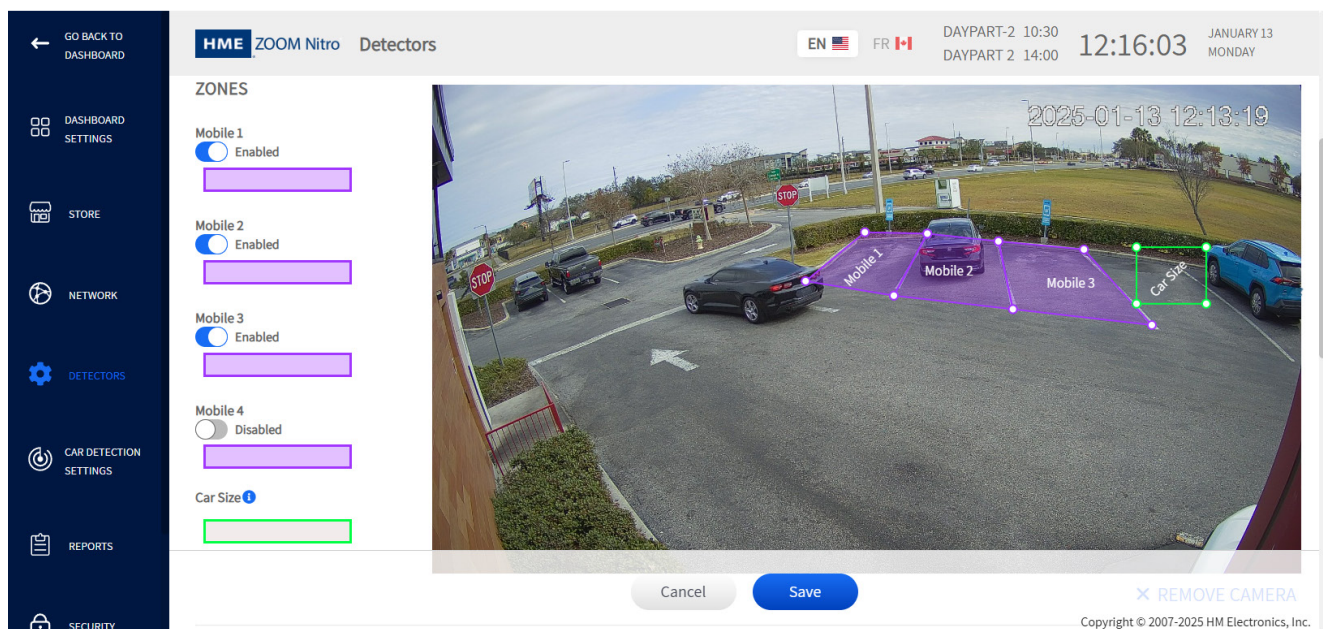 GO BACK TO
DASHBOARD
HME ZOOM Nitro Detectors
EN FR
DAYPART-2 10:30
DAYPART 2 14:00
12:16:03
JANUARY 13
MONDAY
DASHBOARD
SETTINGS
STORE
NETWORK
DETECTORS
CAR DETECTION
SETTINGS
REPORTS
SECURITY
ZONES
Mobile 1
Enabled
Mobile 2
Enabled
Mobile 3
Enabled
Mobile 4
Disabled
Car Size
2025-01-13 12:13:19
STOP
STOP
Mobile 1
Mobile 2
Mobile 3
Car Size
Cancel
Save
× REMOVE CAMERA
Copyright © 2007-2025 HM Electronics, Inc.